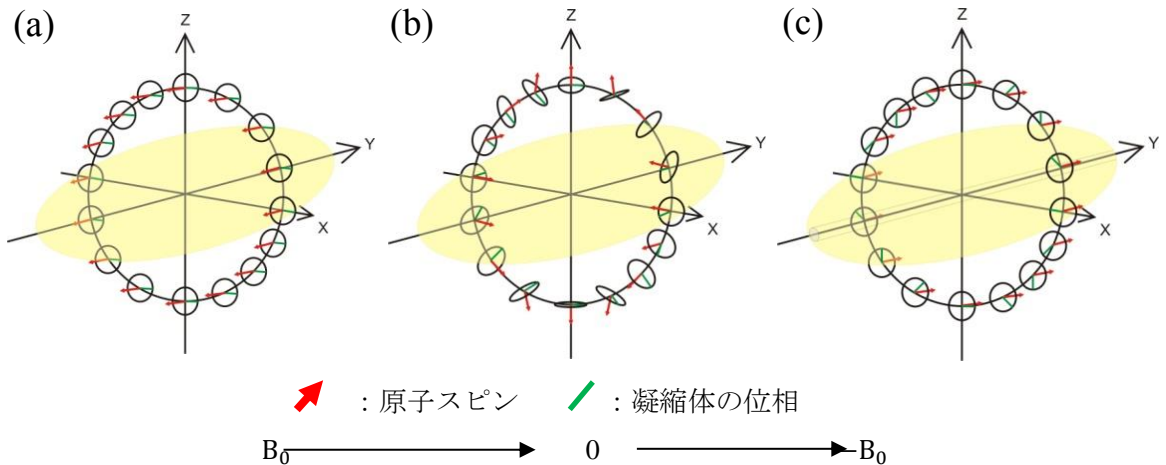 (a) (b) (c)
Z Z Z
Y Y Y
X X X
：原子スピン ：凝縮体の位相
B₀ 0 −B₀